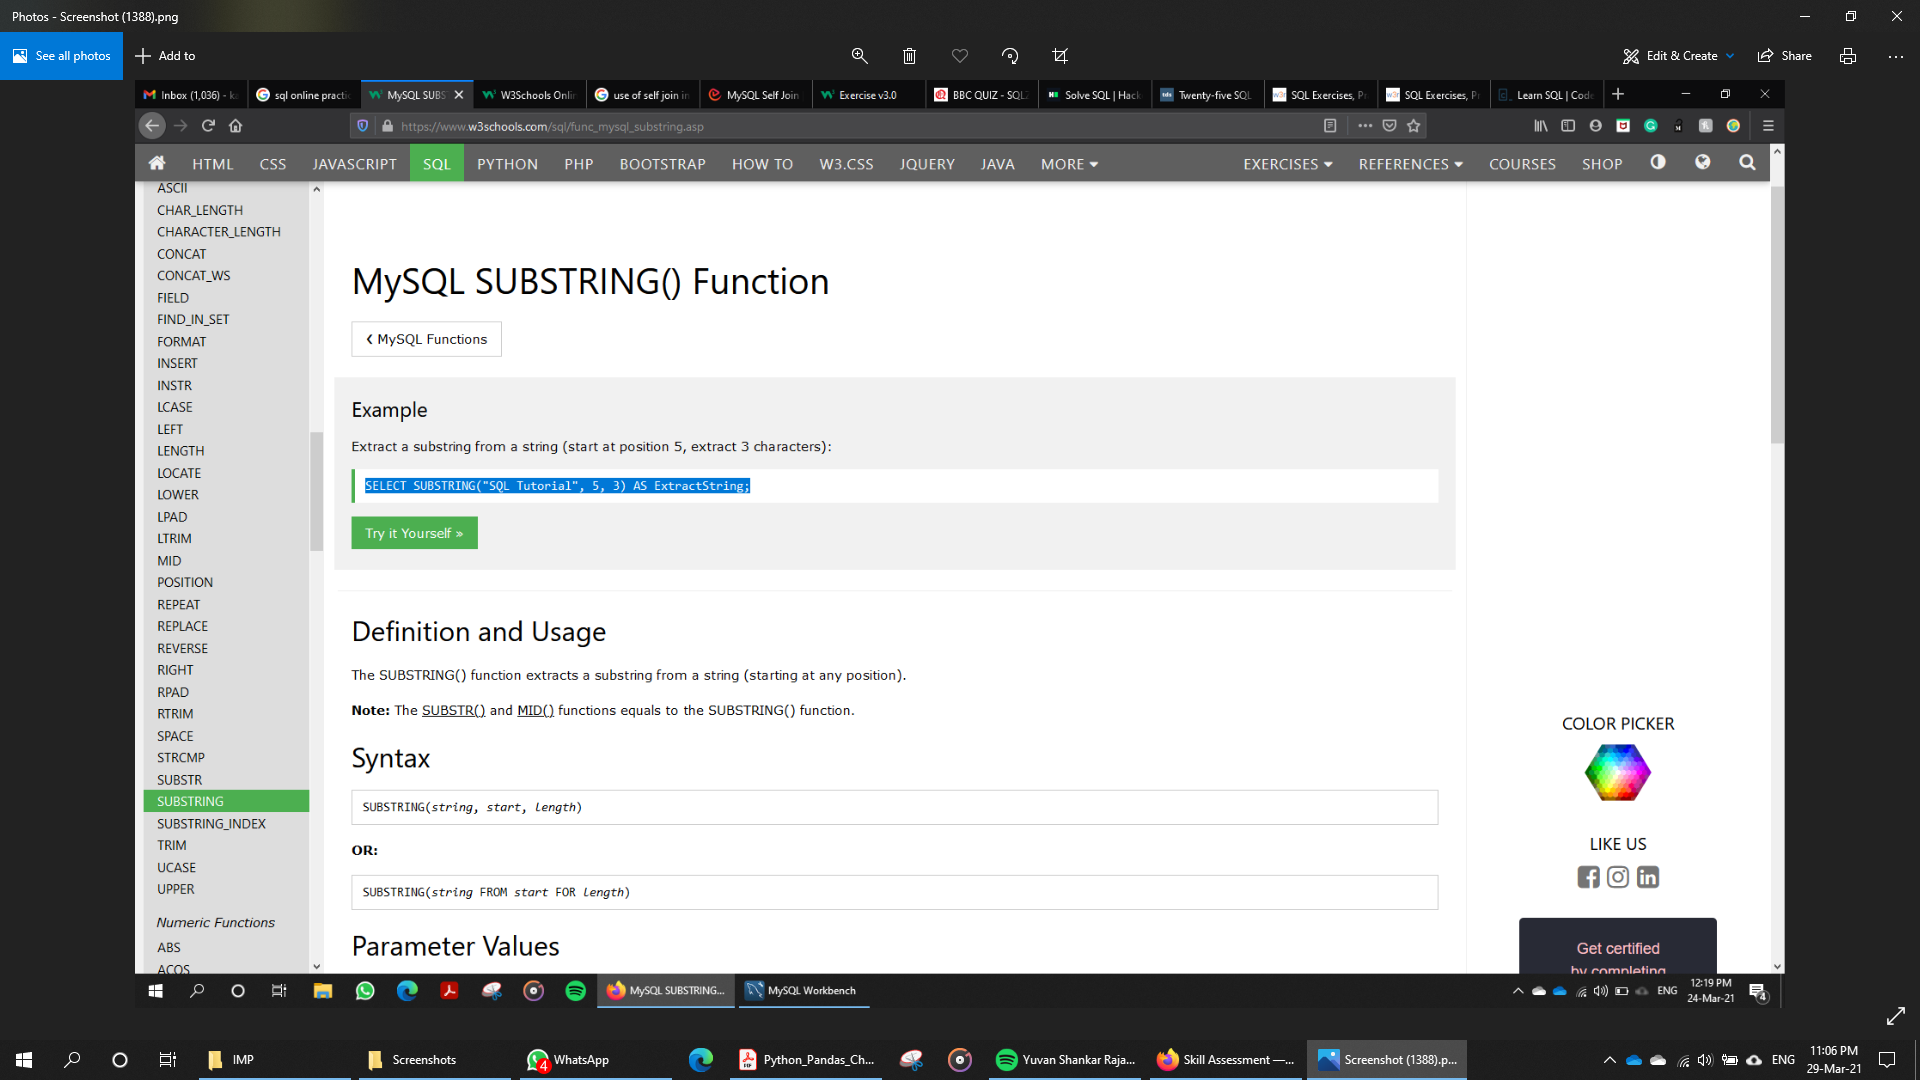 Photos - Screenshot (1388).png
See all photos
Add to
Edit & Create
Share
Inbox (1,036) - k
sql online practi
MySQL SUBS
W3Schools Onli
use of self join in
MySQL Self Join
Exercise v3.0
BBC QUIZ - SQLZ
Solve SQL | Hack
Twenty-five SQL
SQL Exercises, Pr
SQL Exercises, Pr
Learn SQL | Code
https://www.w3schools.com/sql/func_mysql_substring.asp
HTML
CSS
JAVASCRIPT
SQL
PYTHON
PHP
BOOTSTRAP
HOW TO
W3.CSS
JQUERY
JAVA
MORE
EXERCISES
REFERENCES
COURSES
SHOP
ASCII
CHAR_LENGTH
CHARACTER_LENGTH
CONCAT
CONCAT_WS
FIELD
FIND_IN_SET
FORMAT
INSERT
INSTR
LCASE
LEFT
LENGTH
LOCATE
LOWER
LPAD
LTRIM
MID
POSITION
REPEAT
REPLACE
REVERSE
RIGHT
RPAD
RTRIM
SPACE
STRCMP
SUBSTR
SUBSTRING
SUBSTRING_INDEX
TRIM
UCASE
UPPER
Numeric Functions
ABS
ACOS
MySQL SUBSTRING() Function
❮ MySQL Functions
Example
Extract a substring from a string (start at position 5, extract 3 characters):
SELECT SUBSTRING("SQL Tutorial", 5, 3) AS ExtractString;
Try it Yourself »
Definition and Usage
The SUBSTRING() function extracts a substring from a string (starting at any position).
Note: The SUBSTR() and MID() functions equals to the SUBSTRING() function.
Syntax
SUBSTRING(string, start, length)
OR:
SUBSTRING(string FROM start FOR length)
Parameter Values
COLOR PICKER
LIKE US
Get certified
by completing
MySQL SUBSTRING...
MySQL Workbench
ENG
12:19 PM
24-Mar-21
4
IMP
Screenshots
4
WhatsApp
Python_Pandas_Ch...
Yuvan Shankar Raja...
Skill Assessment —...
Screenshot (1388).p...
ENG
11:06 PM
29-Mar-21